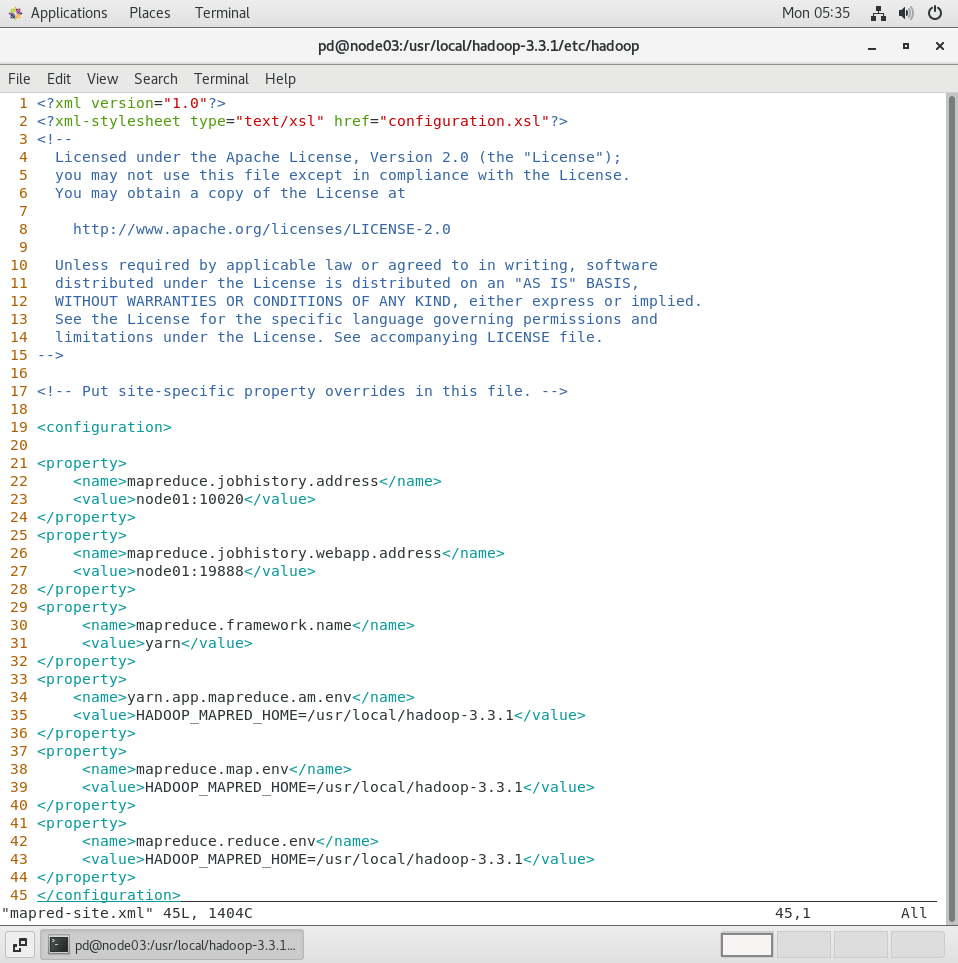 Applications Places Terminal Mon 05:35
pd@node03:/usr/local/hadoop-3.3.1/etc/hadoop
File Edit View Search Terminal Help
1 <?xml version="1.0"?>
2 <?xml-stylesheet type="text/xsl" href="configuration.xsl"?>
3 <!--
4   Licensed under the Apache License, Version 2.0 (the "License");
5   you may not use this file except in compliance with the License.
6   You may obtain a copy of the License at
7
8     http://www.apache.org/licenses/LICENSE-2.0
9
10   Unless required by applicable law or agreed to in writing, software
11   distributed under the License is distributed on an "AS IS" BASIS,
12   WITHOUT WARRANTIES OR CONDITIONS OF ANY KIND, either express or implied.
13   See the License for the specific language governing permissions and
14   limitations under the License. See accompanying LICENSE file.
15 -->
16
17 <!-- Put site-specific property overrides in this file. -->
18
19 <configuration>
20
21 <property>
22     <name>mapreduce.jobhistory.address</name>
23     <value>node01:10020</value>
24 </property>
25 <property>
26     <name>mapreduce.jobhistory.webapp.address</name>
27     <value>node01:19888</value>
28 </property>
29 <property>
30      <name>mapreduce.framework.name</name>
31      <value>yarn</value>
32 </property>
33 <property>
34     <name>yarn.app.mapreduce.am.env</name>
35     <value>HADOOP_MAPRED_HOME=/usr/local/hadoop-3.3.1</value>
36 </property>
37 <property>
38      <name>mapreduce.map.env</name>
39      <value>HADOOP_MAPRED_HOME=/usr/local/hadoop-3.3.1</value>
40 </property>
41 <property>
42      <name>mapreduce.reduce.env</name>
43      <value>HADOOP_MAPRED_HOME=/usr/local/hadoop-3.3.1</value>
44 </property>
45 </configuration>
"mapred-site.xml" 45L, 1404C 45,1 All
pd@node03:/usr/local/hadoop-3.3.1...